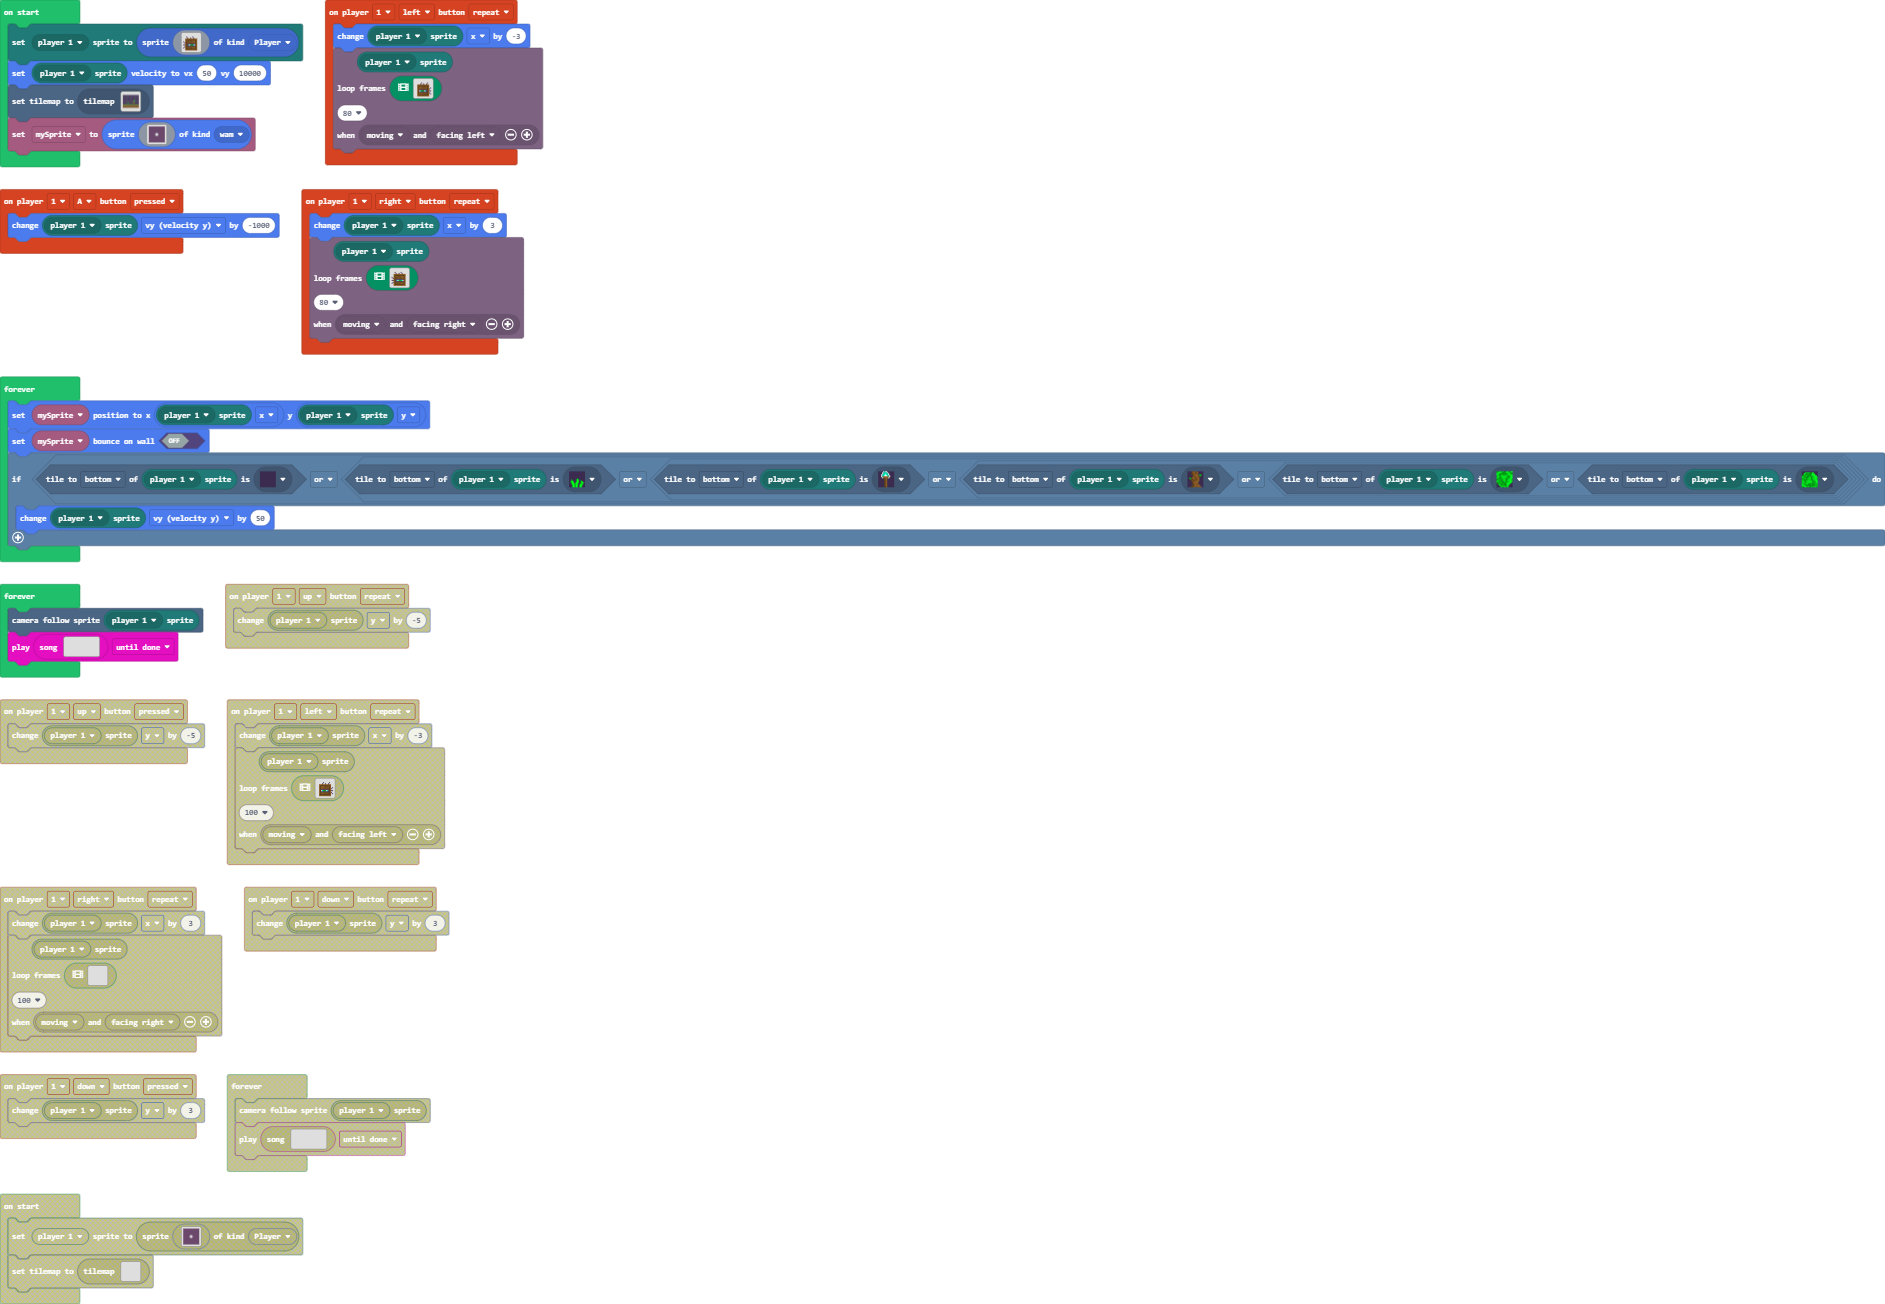 on start
set player 1 sprite to sprite of kind Player
set player 1 sprite velocity to vx 50 vy 10000
set tilemap to tilemap
set mySprite to sprite of kind wam
on player 1 left button repeat
change player 1 sprite x by -3
player 1 sprite
loop frames
80
when moving and facing left
on player 1 A button pressed
change player 1 sprite vy (velocity y) by -1000
on player 1 right button repeat
change player 1 sprite x by 3
player 1 sprite
loop frames
80
when moving and facing right
forever
set mySprite position to x player 1 sprite x y player 1 sprite y
set mySprite bounce on wall OFF
if tile to bottom of player 1 sprite is or tile to bottom of player 1 sprite is or tile to bottom of player 1 sprite is or tile to bottom of player 1 sprite is or tile to bottom of player 1 sprite is or tile to bottom of player 1 sprite is do
change player 1 sprite vy (velocity y) by 50
forever
camera follow sprite player 1 sprite
play song until done
on player 1 up button repeat
change player 1 sprite y by -5
on player 1 up button pressed
change player 1 sprite y by -5
on player 1 left button repeat
change player 1 sprite x by -3
player 1 sprite
loop frames
100
when moving and facing left
on player 1 right button repeat
change player 1 sprite x by 3
player 1 sprite
loop frames
100
when moving and facing right
on player 1 down button repeat
change player 1 sprite y by 3
on player 1 down button pressed
change player 1 sprite y by 3
forever
camera follow sprite player 1 sprite
play song until done
on start
set player 1 sprite to sprite of kind Player
set tilemap to tilemap